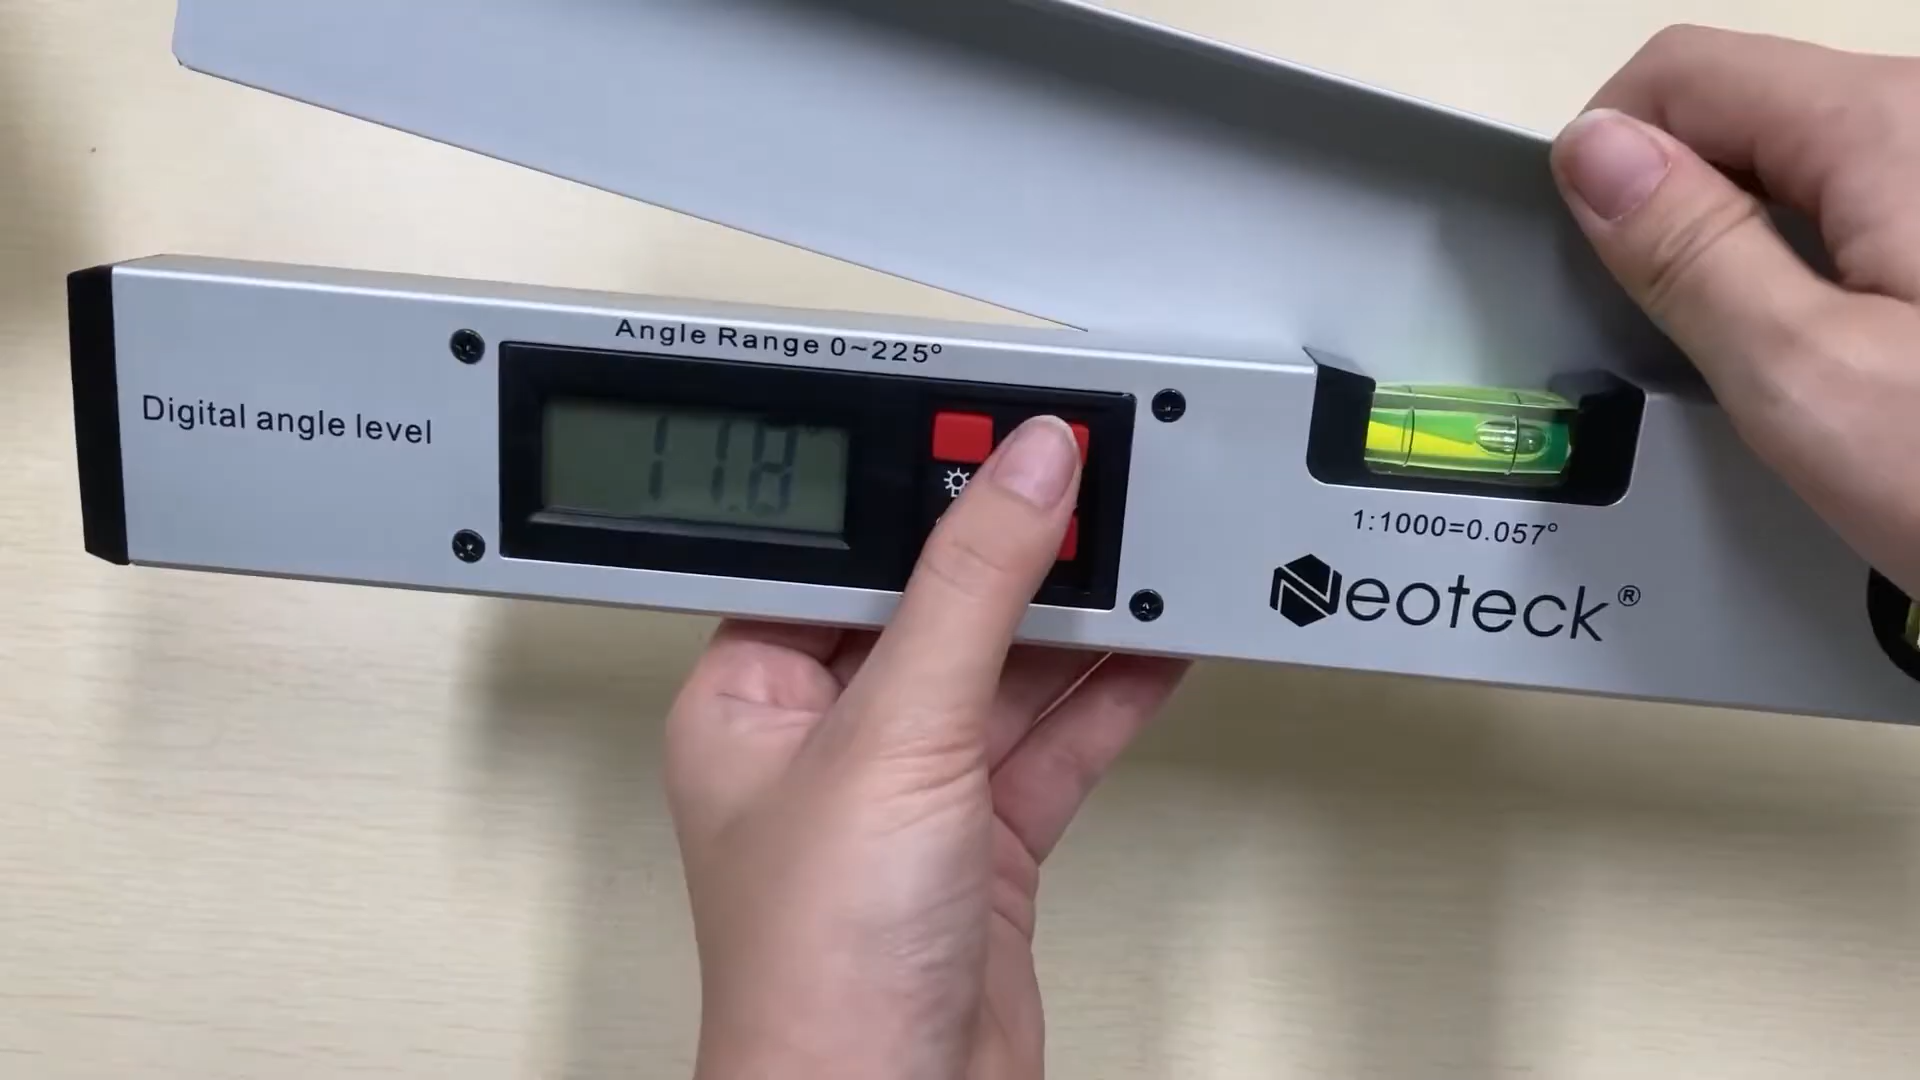 Angle Range 0~225°
Digital angle level
11.8°
1:1000=0.057°
Neoteck®